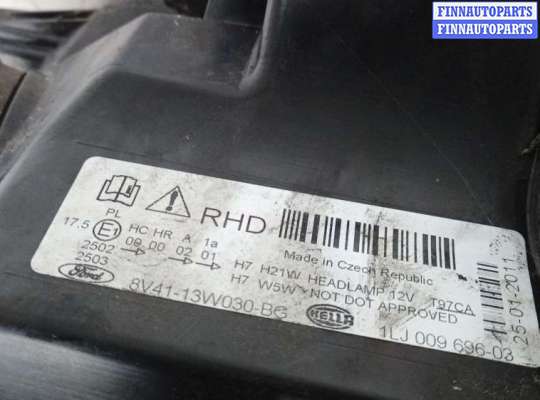 FINNAUTOPARTS
FINNAUTOPARTS
RHD
Made in Czech Republic
PL
17.5 E1 HC HR A 1a
2502 00 00 02 01
2503
H7 H21W HEADLAMP 12V T97CA
H7 W5W - NOT DOT APPROVED
Ford 8V41-13W030-BG HELLA 1LJ 009 696-03
25-01-2011